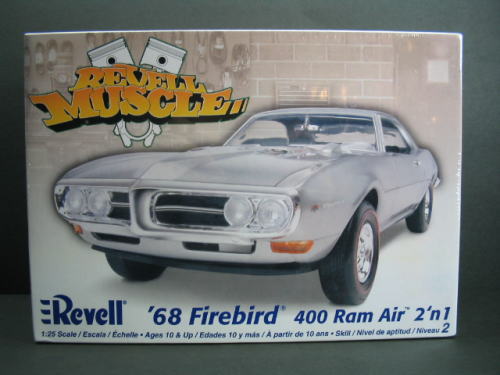 REVELL
MUSCLE!!
Revell
'68 Firebird® 400 Ram Air™ 2'n1
1:25 Scale / Escala / Échelle • Ages 10 & Up / Edades 10 y más / À partir de 10 ans • Skill / Nivel de aptitud / Niveau 2